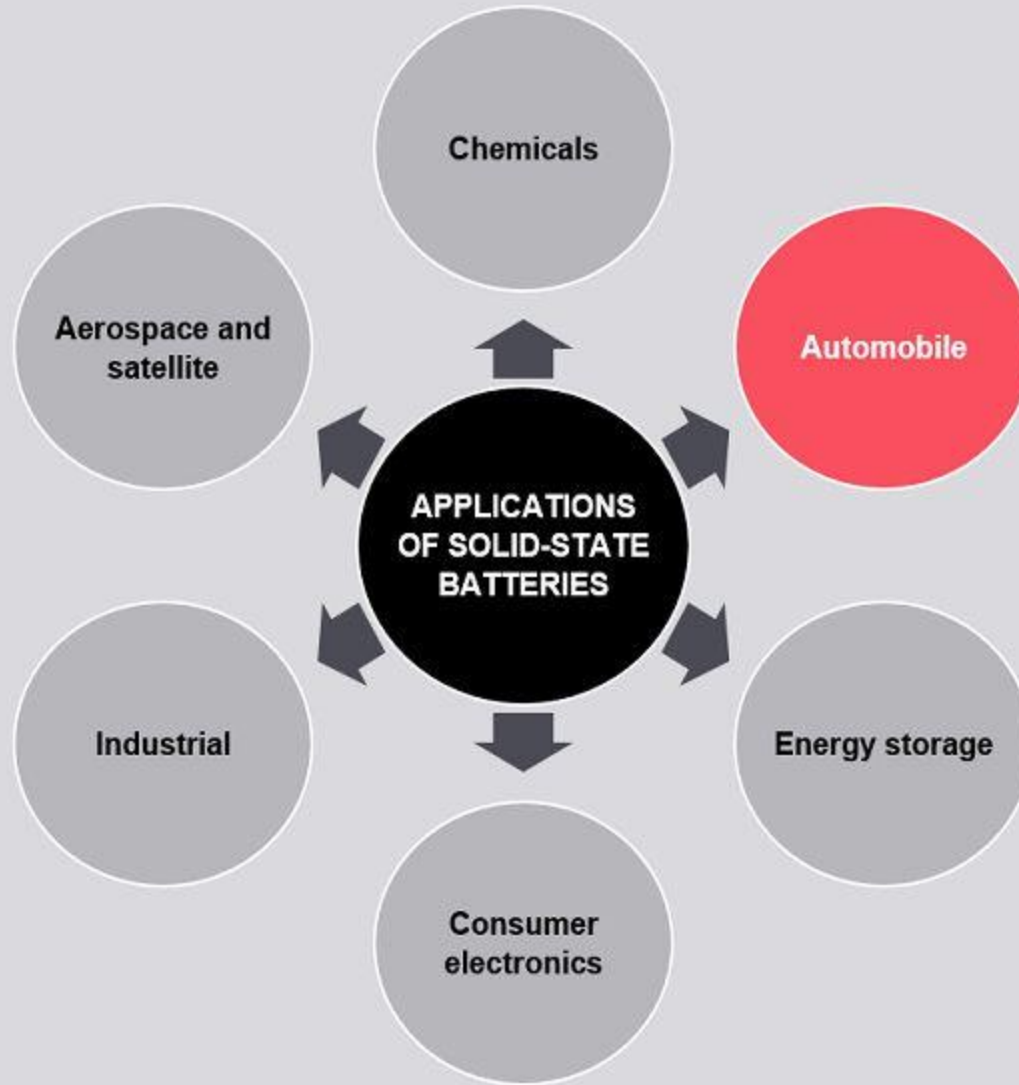 Chemicals
Aerospace and
satellite
Automobile
APPLICATIONS
OF SOLID-STATE
BATTERIES
Industrial
Energy storage
Consumer
electronics